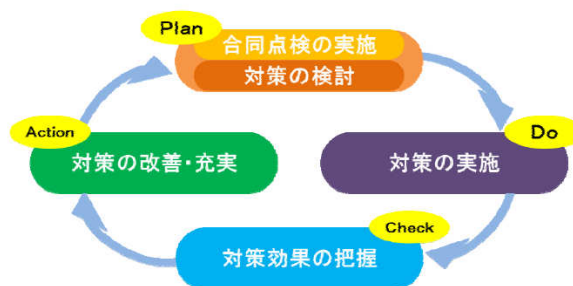 Plan
合同点検の実施
対策の検討
Do
対策の実施
Check
対策効果の把握
Action
対策の改善・充実